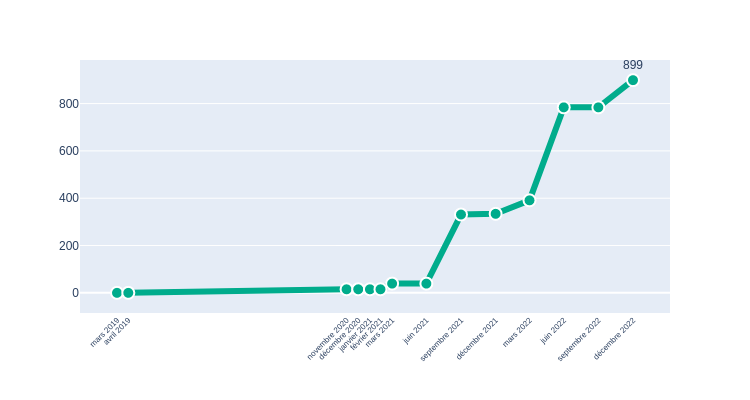 899
800
600
400
200
0
mars 2019
avril 2019
novembre 2020
décembre 2020
janvier 2021
février 2021
mars 2021
juin 2021
septembre 2021
décembre 2021
mars 2022
juin 2022
septembre 2022
décembre 2022